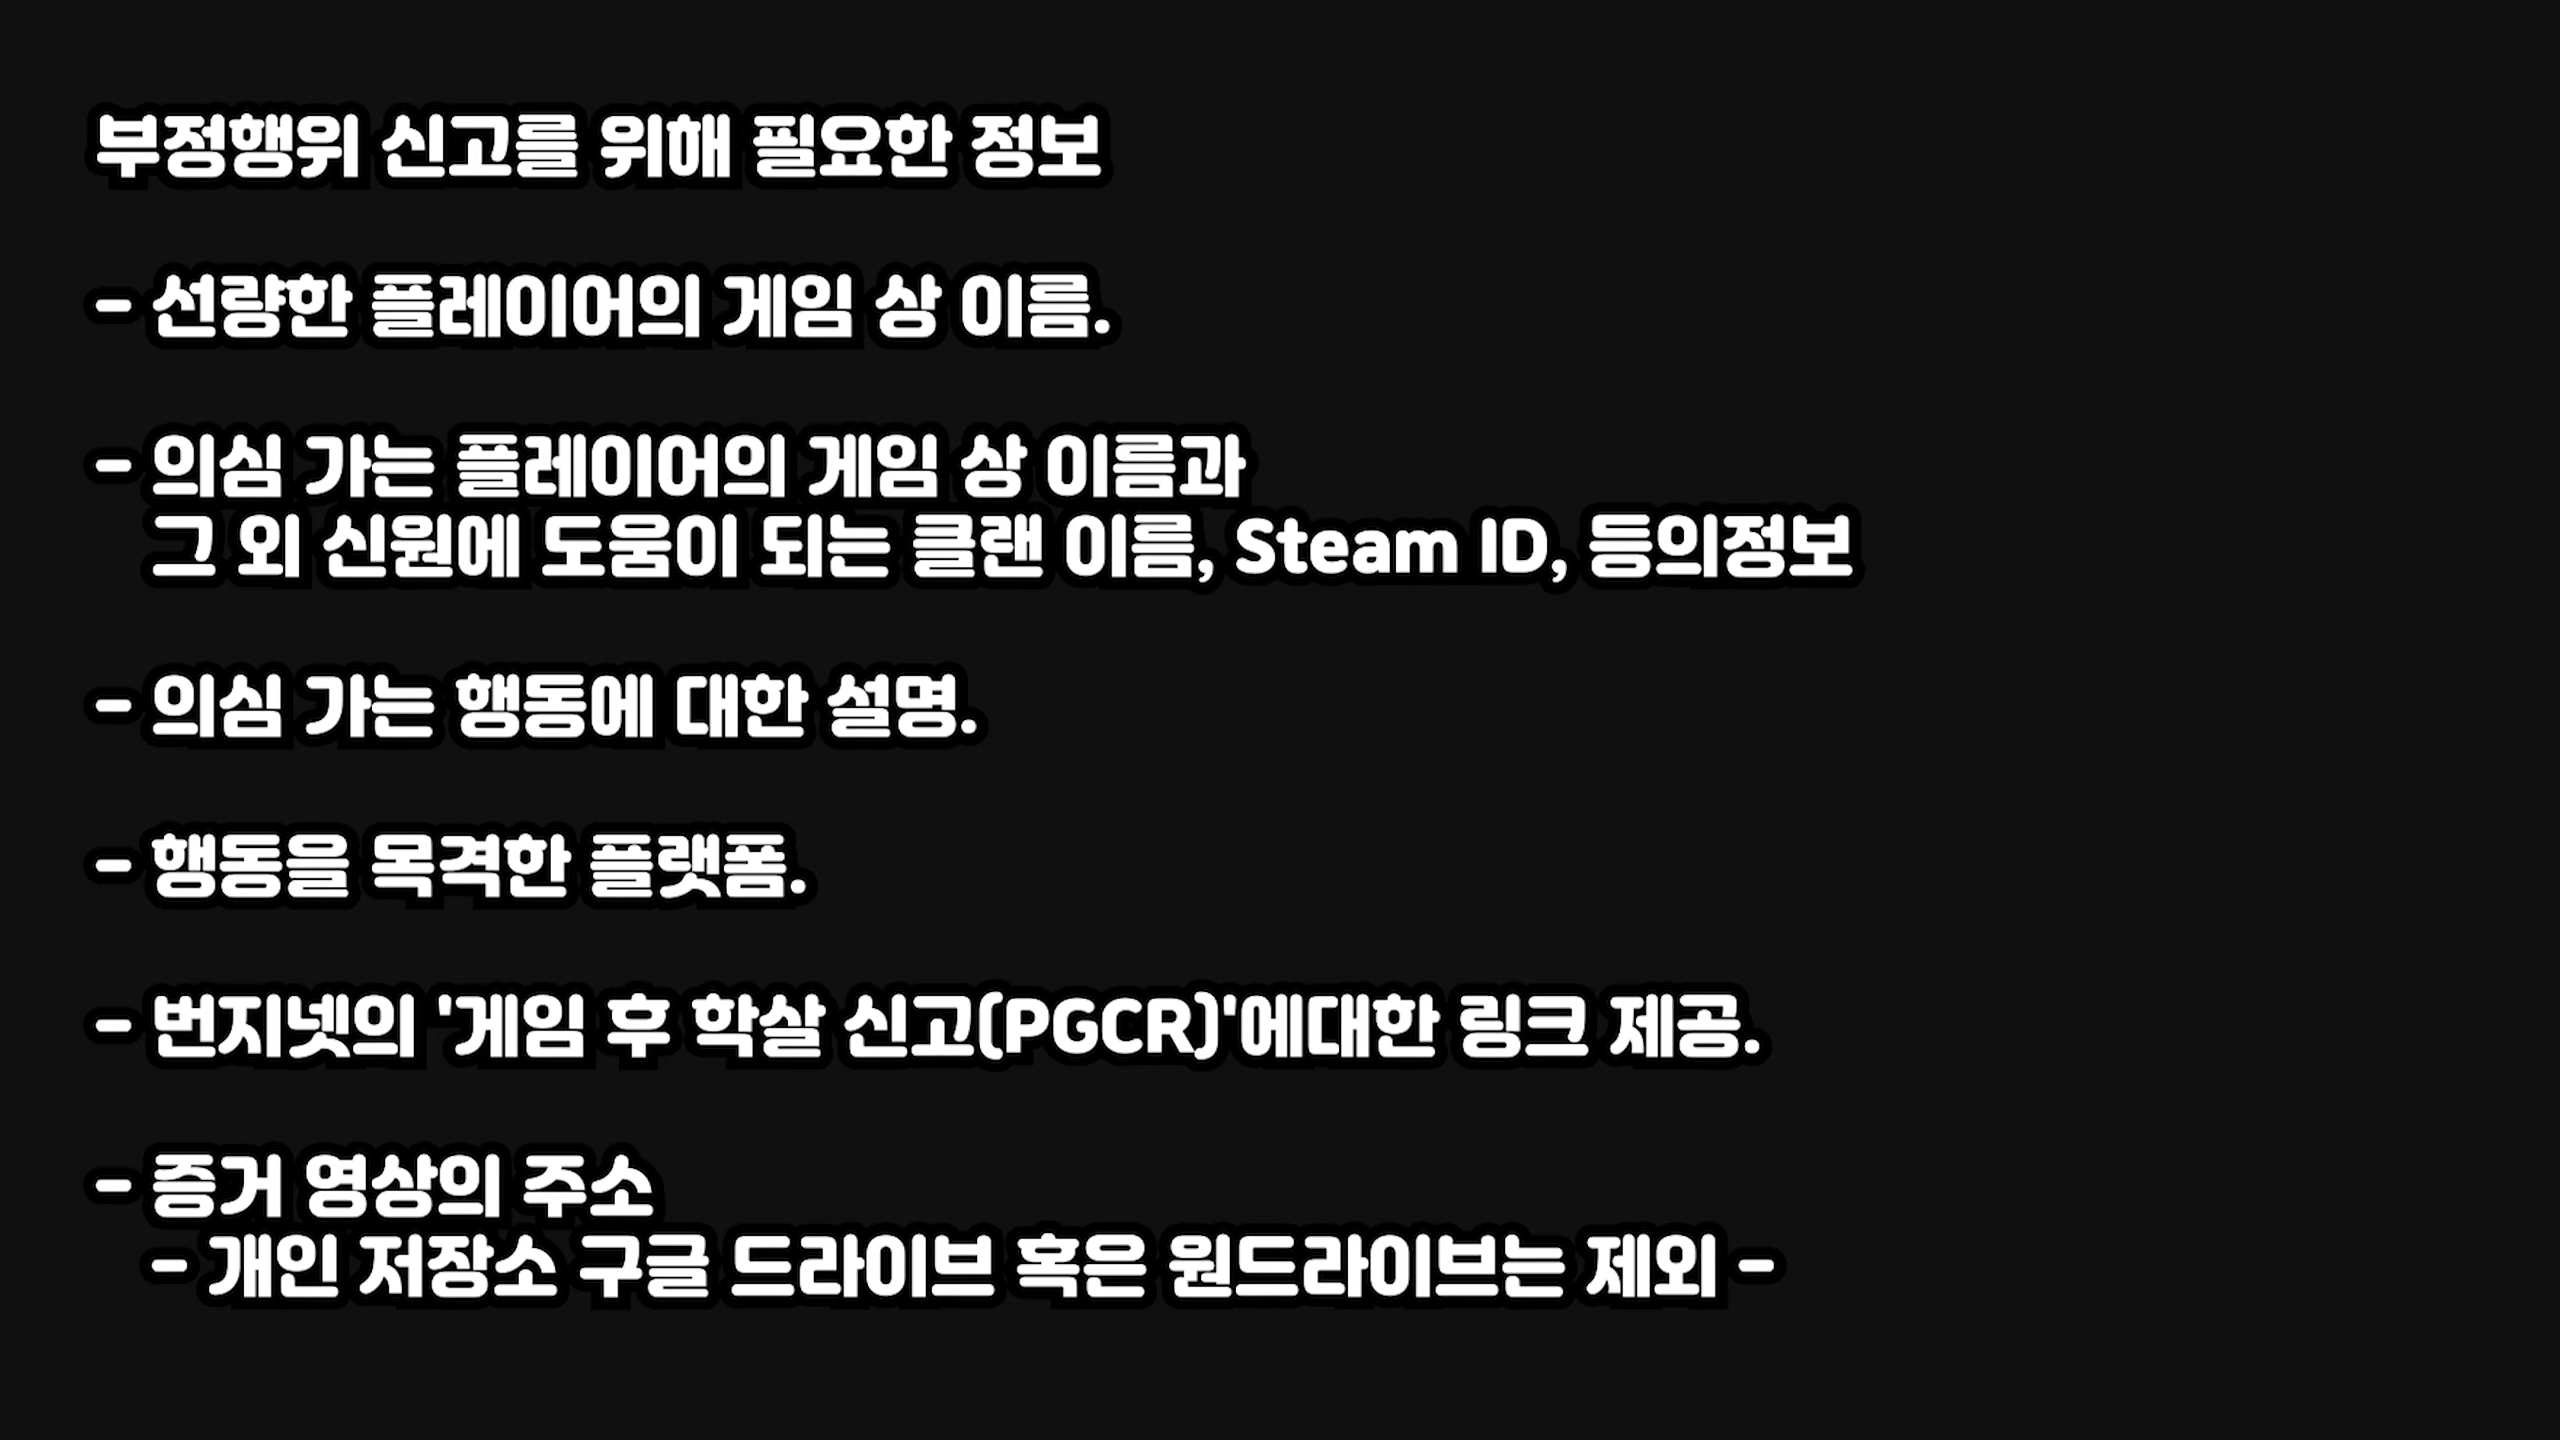 부정행위 신고를 위해 필요한 정보
- 선량한 플레이어의 게임 상 이름.
- 의심 가는 플레이어의 게임 상 이름과
그 외 신원에 도움이 되는 클랜 이름, Steam ID, 등의정보
- 의심 가는 행동에 대한 설명.
- 행동을 목격한 플랫폼.
- 번지넷의 '게임 후 학살 신고(PGCR)'에대한 링크 제공.
- 증거 영상의 주소
- 개인 저장소 구글 드라이브 혹은 원드라이브는 제외 -